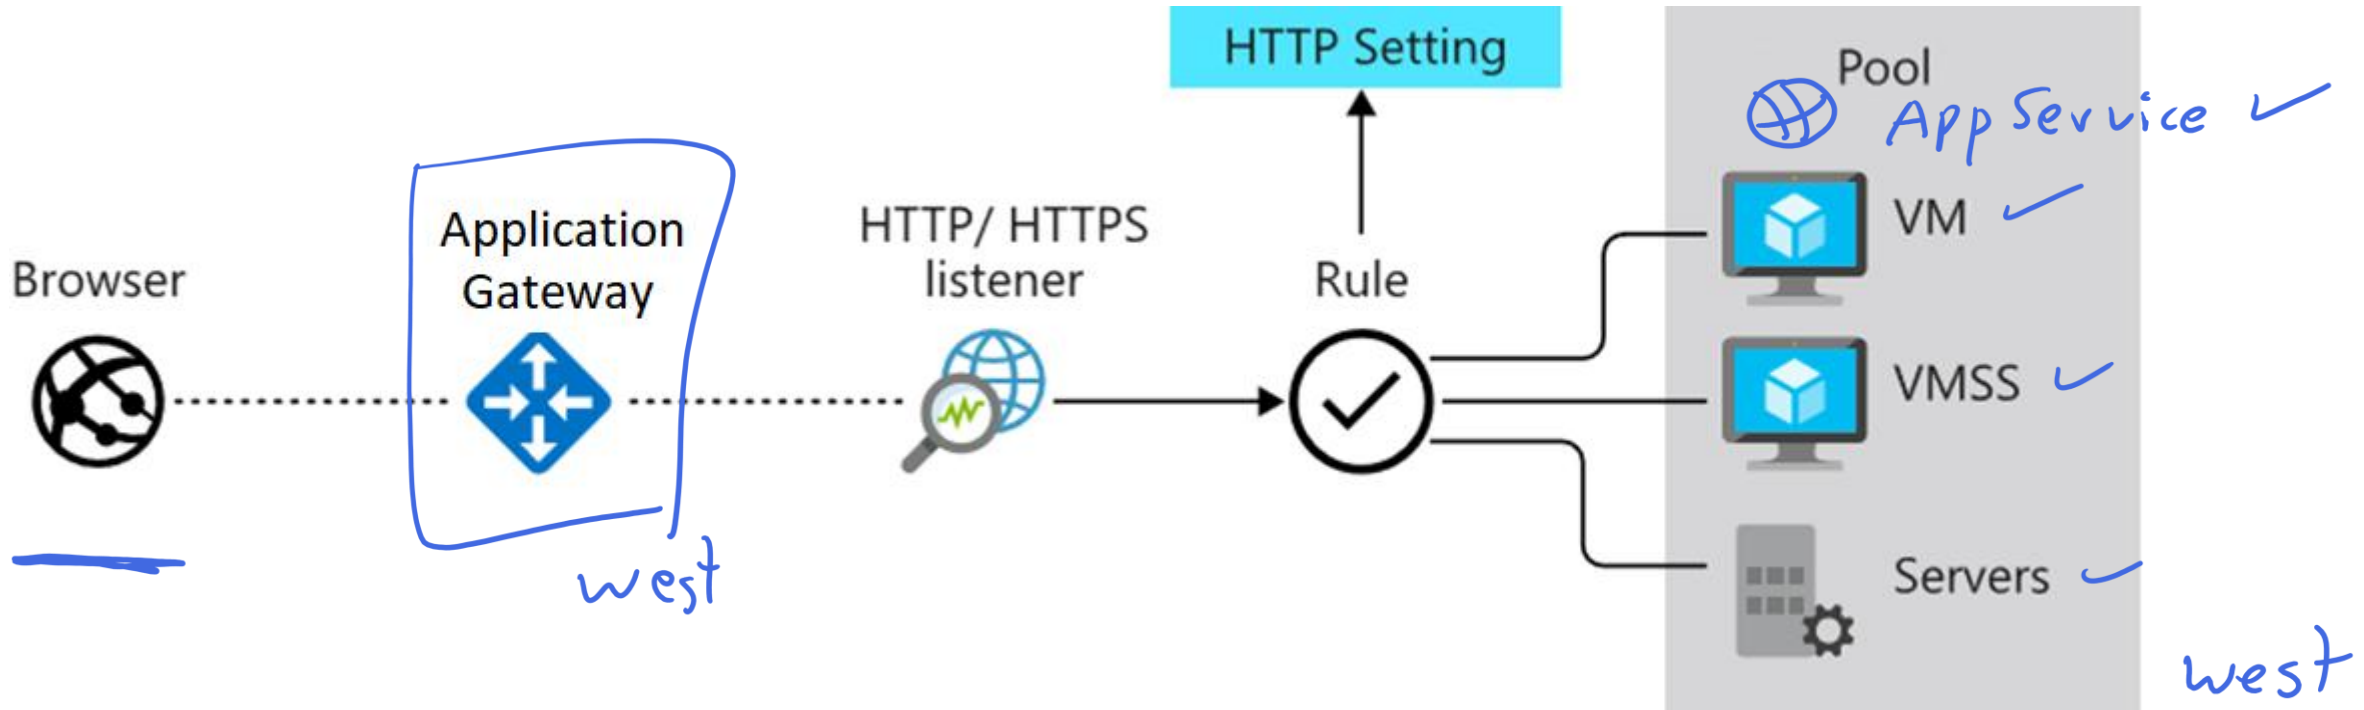 Browser
Application
Gateway
west
HTTP/ HTTPS
listener
HTTP Setting
Rule
Pool
App Service
VM
VMSS
Servers
west